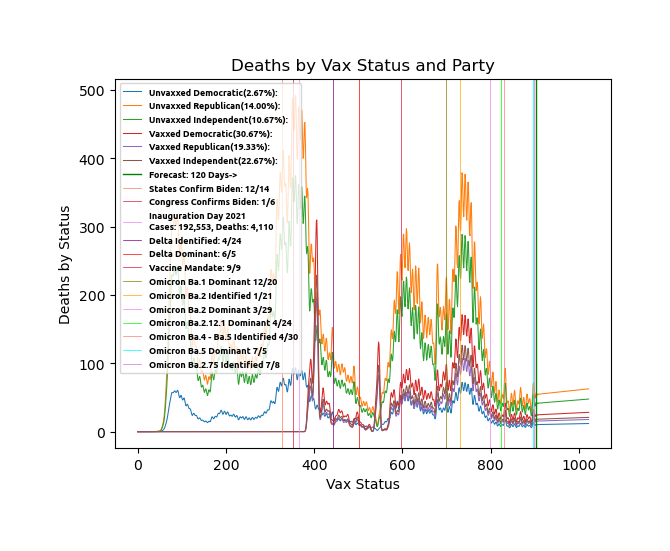 Deaths by Vax Status and Party
Deaths by Status
500
400
300
200
100
0
Unvaxxed Democratic(2.67%):
Unvaxxed Republican(14.00%):
Unvaxxed Independent(10.67%):
Vaxxed Democratic(30.67%):
Vaxxed Republican(19.33%):
Vaxxed Independent(22.67%):
Forecast: 120 Days->
States Confirm Biden: 12/14
Congress Confirms Biden: 1/6
Inauguration Day 2021
Cases: 192,553, Deaths: 4,110
Delta Identified: 4/24
Delta Dominant: 6/5
Vaccine Mandate: 9/9
Omicron Ba.1 Dominant 12/20
Omicron Ba.2 Identified 1/21
Omicron Ba.2 Dominant 3/29
Omicron Ba.2.12.1 Dominant 4/24
Omicron Ba.4 - Ba.5 Identified 4/30
Omicron Ba.5 Dominant 7/5
Omicron Ba.2.75 Identified 7/8
0 200 400 600 800 1000
Vax Status